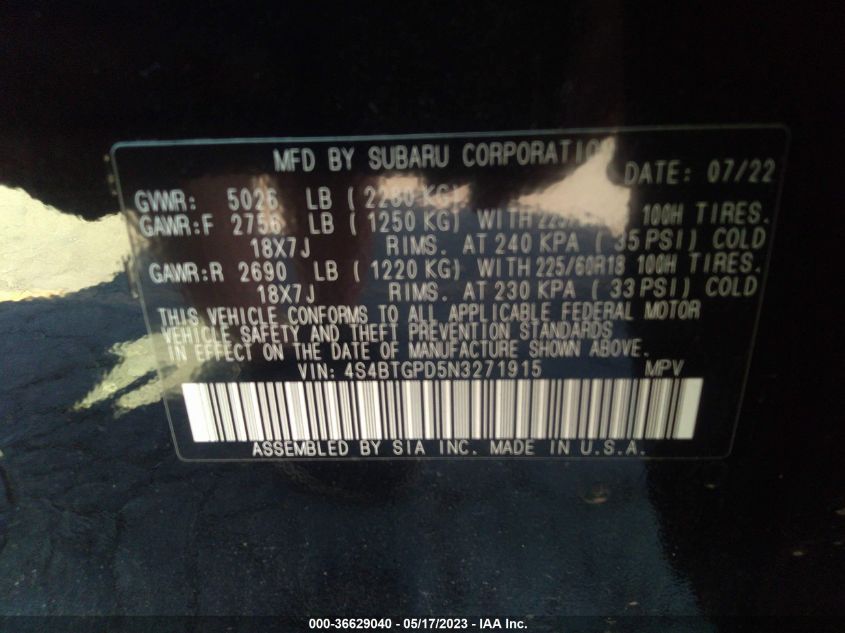 MFD BY SUBARU CORPORATION
DATE: 07/22
GVWR: 5026 LB ( 2280 KG)
GAWR:F 2756 LB ( 1250 KG) WITH 100H TIRES.
18X7J RIMS. AT 240 KPA ( 35 PSI) COLD
GAWR:R 2690 LB ( 1220 KG) WITH 225/60R18 100H TIRES.
18X7J RIMS. AT 230 KPA ( 33 PSI) COLD
THIS VEHICLE CONFORMS TO ALL APPLICABLE FEDERAL MOTOR
VEHICLE SAFETY AND THEFT PREVENTION STANDARDS
IN EFFECT ON THE DATE OF MANUFACTURE SHOWN ABOVE.
VIN: 4S4BTGPD5N3271915 MPV
ASSEMBLED BY SIA INC. MADE IN U.S.A.
000-36629040 - 05/17/2023 - IAA Inc.